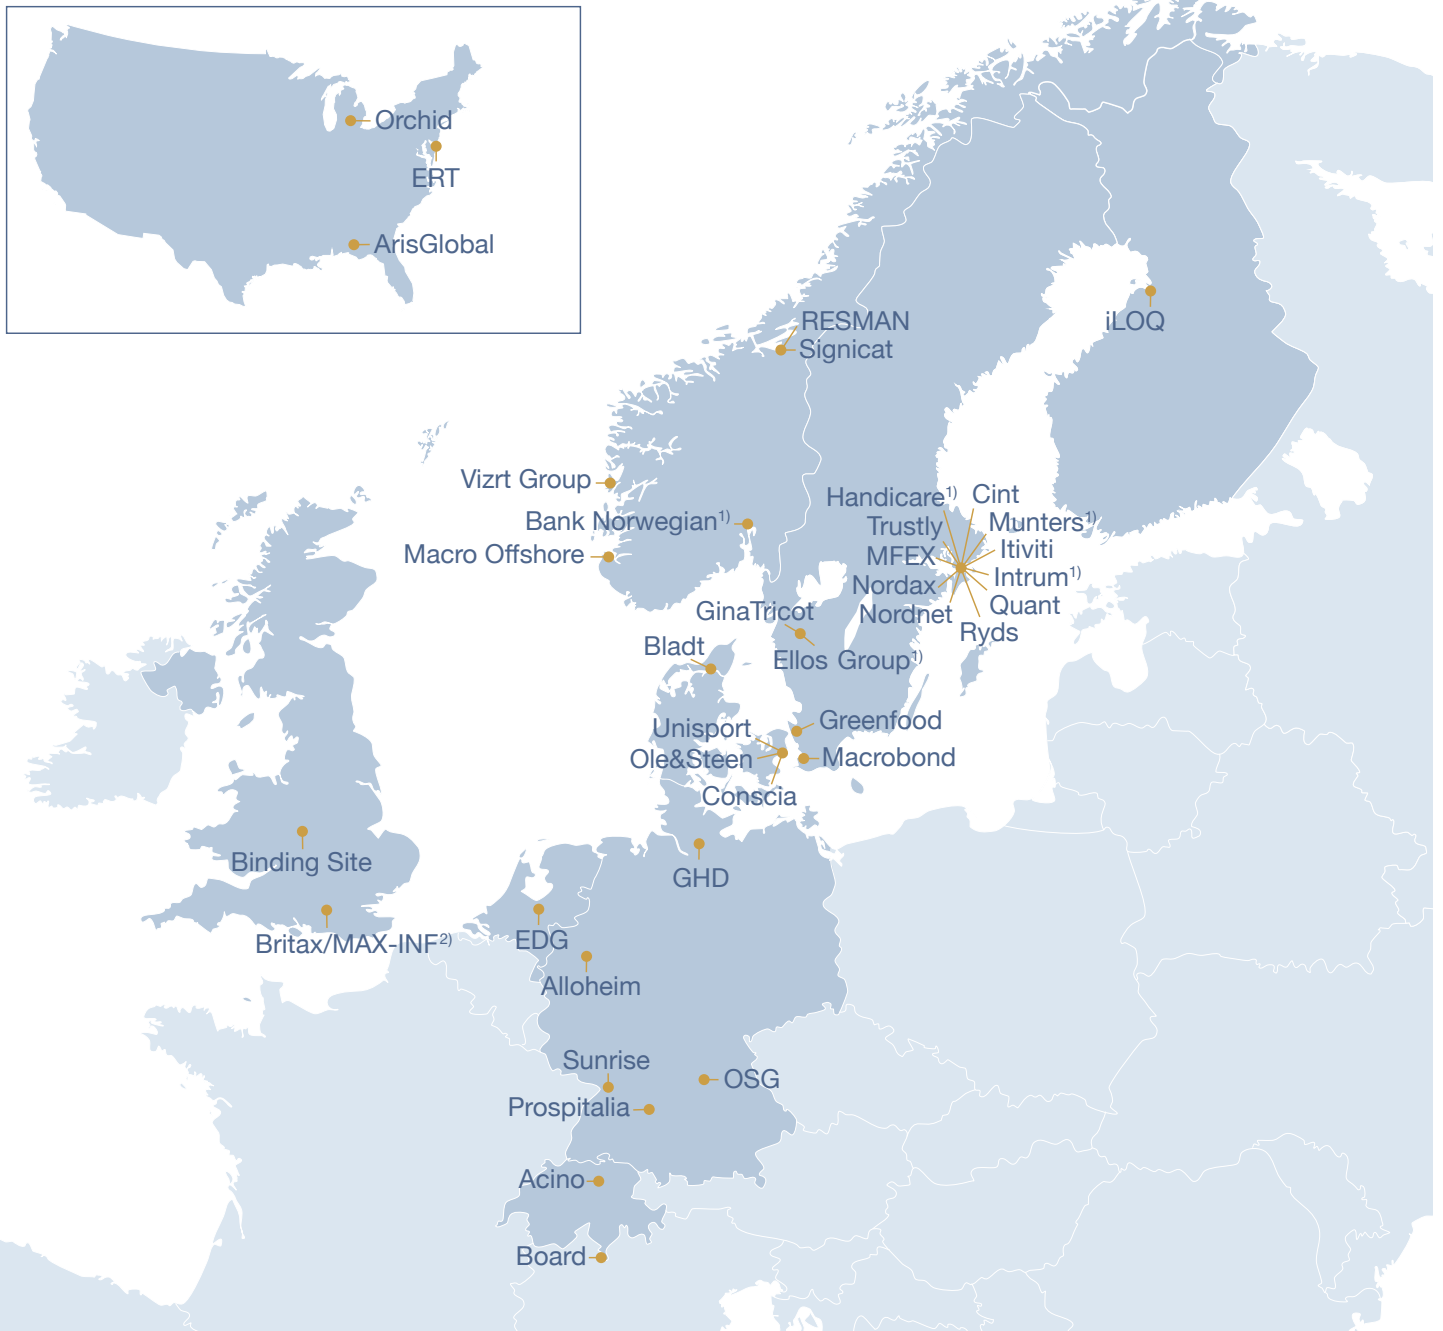 Orchid
ERT
ArisGlobal
RESMAN
Signicat
iLOQ
Vizrt Group
Bank Norwegian1)
Macro Offshore
Handicare1)
Cint
Trustly
Munters1)
MFEX
Itiviti
Nordax
Intrum1)
Nordnet
Quant
Ryds
GinaTricot
Ellos Group1)
Bladt
Unisport
Greenfood
Ole&Steen
Macrobond
Conscia
Binding Site
GHD
Britax/MAX-INF2)
EDG
Alloheim
Sunrise
OSG
Prospitalia
Acino
Board